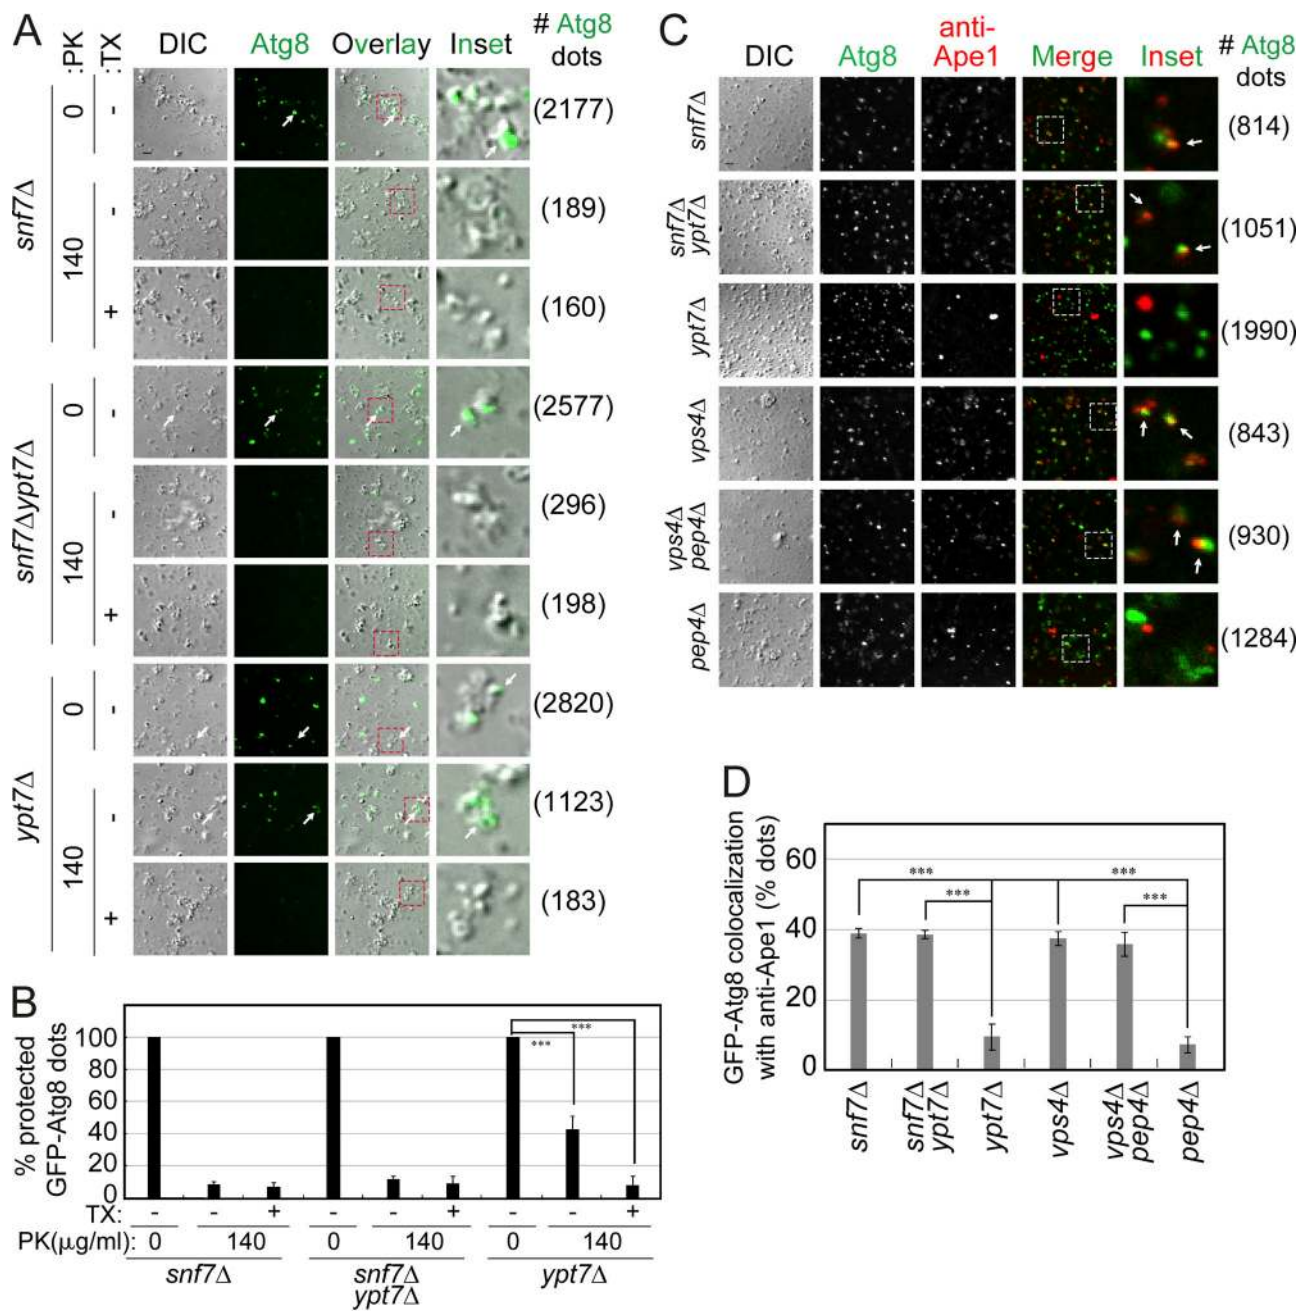 A
:PK
:TX
DIC
Atg8
Overlay
Inset
# Atg8
dots
snf7Δ
0
-
(2177)
140
-
(189)
+
(160)
snf7Δypt7Δ
0
-
(2577)
140
-
(296)
+
(198)
ypt7Δ
0
-
(2820)
140
-
(1123)
+
(183)
B
% protected
GFP-Atg8 dots
100
80
60
40
20
0
***
***
TX: - - + - - + - - +
PK(μg/ml): 0 140 0 140 0 140
snf7Δ
snf7Δ
ypt7Δ
ypt7Δ
C
DIC
Atg8
anti-
Ape1
Merge
Inset
# Atg8
dots
snf7Δ
(814)
snf7Δ
ypt7Δ
(1051)
ypt7Δ
(1990)
vps4Δ
(843)
vps4Δ
pep4Δ
(930)
pep4Δ
(1284)
D
GFP-Atg8 colocalization
with anti-Ape1 (% dots)
60
40
20
0
***
***
***
***
snf7Δ
snf7Δ
ypt7Δ
ypt7Δ
vps4Δ
vps4Δ
pep4Δ
pep4Δ